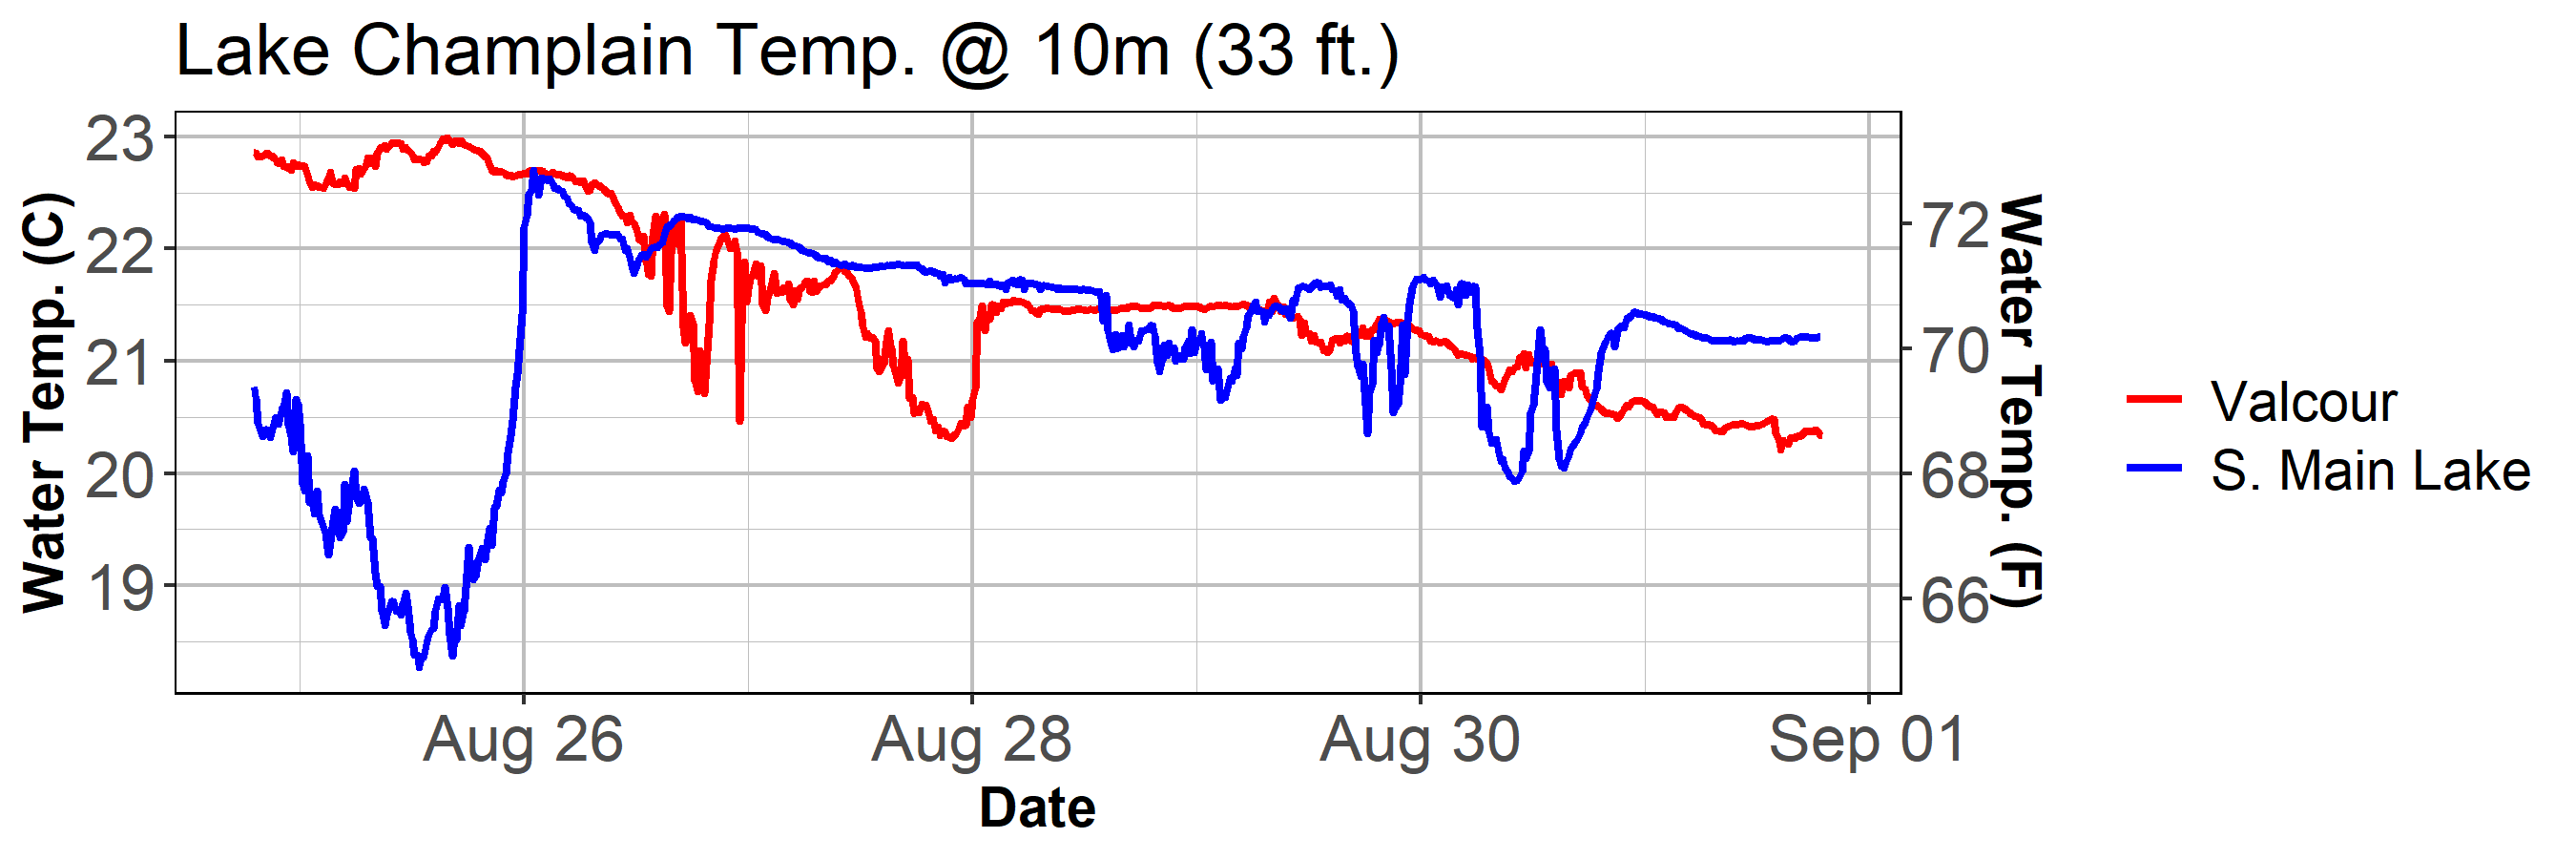 Lake Champlain Temp. @ 10m (33 ft.)
Water Temp. (C)
23
22
21
20
19
72
70
68
66
Water Temp. (F)
Aug 26
Aug 28
Aug 30
Sep 01
Date
Valcour
S. Main Lake